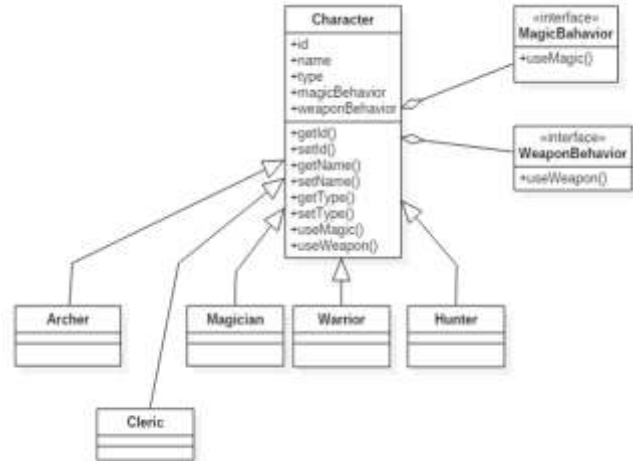 Character
+id
+name
+type
+magicBehavior
+weaponBehavior
+getId()
+setId()
+getName()
+setName()
+getType()
+setType()
+useMagic()
+useWeapon()
«interface»
MagicBahavior
+useMagic()
«interface»
WeaponBehavior
+useWeapon()
Archer
Magician
Warrior
Hunter
Cleric